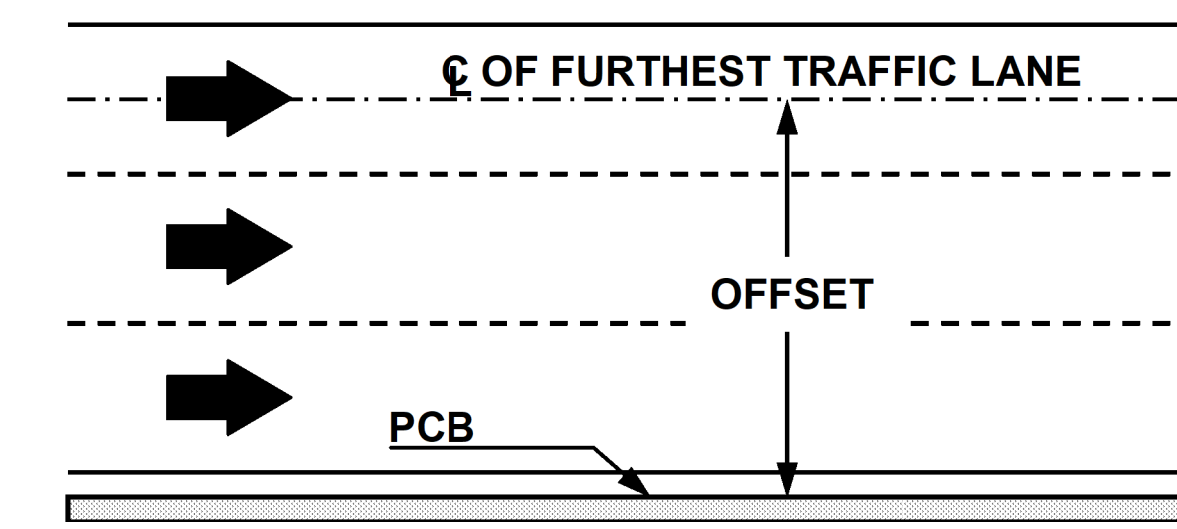 ℄ OF FURTHEST TRAFFIC LANE
OFFSET
PCB